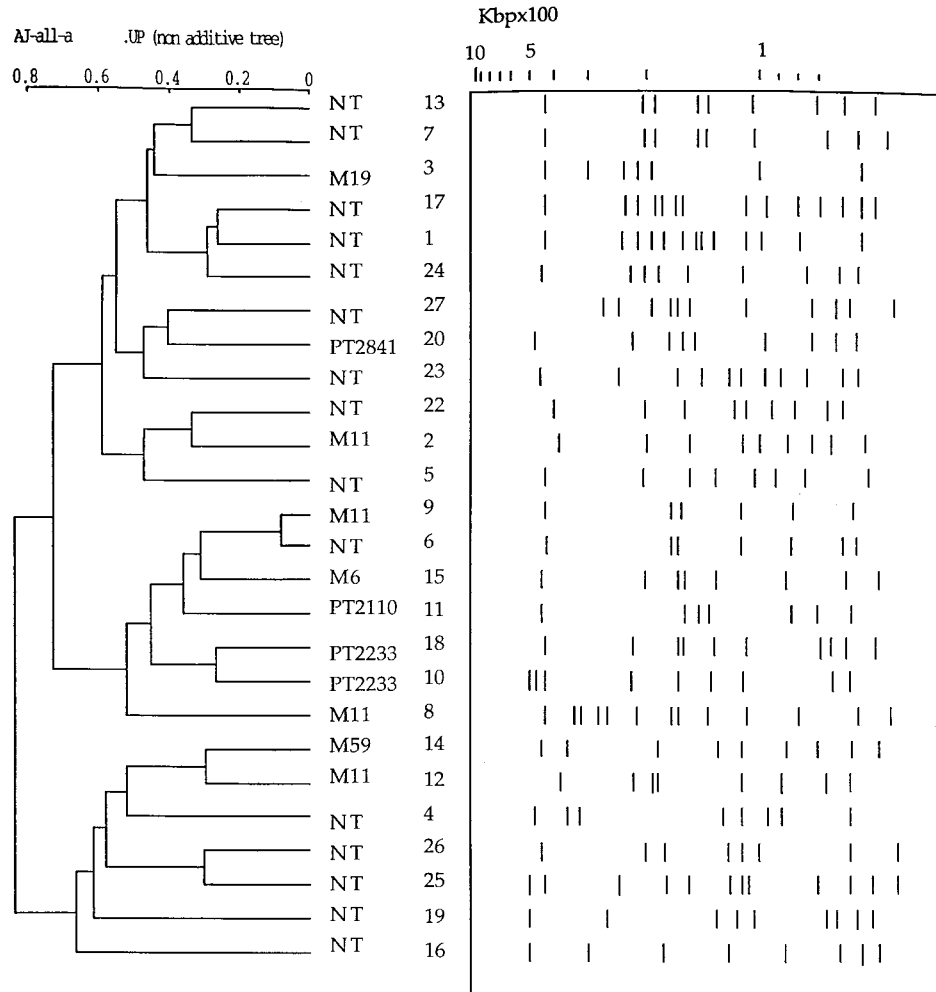 Kbpx100
AJ-all-a .UP (non additive tree)
10 5 1
0.8 0.6 0.4 0.2 0
NT 13
NT 7
M19 3
NT 17
NT 1
NT 24
NT 27
PT2841 20
NT 23
NT 22
M11 2
NT 5
M11 9
NT 6
M6 15
PT2110 11
PT2233 18
PT2233 10
M11 8
M59 14
M11 12
NT 4
NT 26
NT 25
NT 19
NT 16